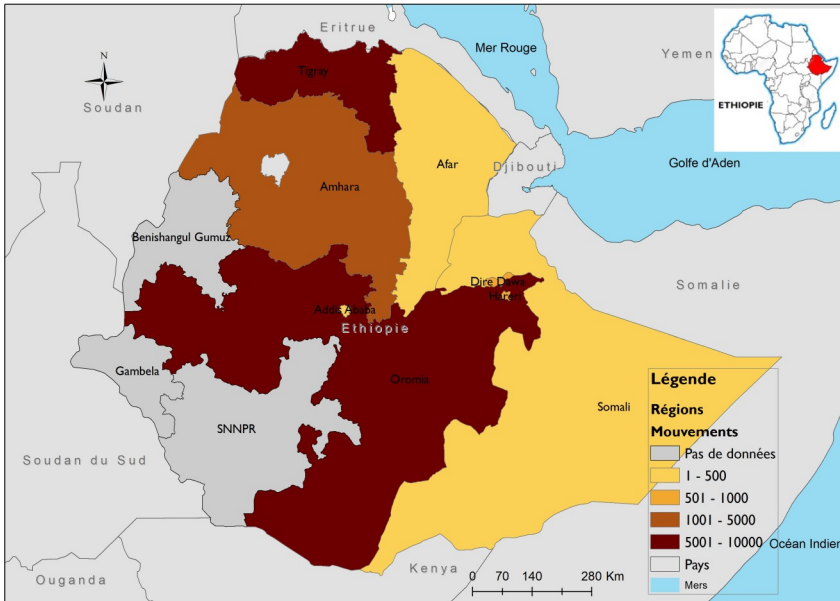 Eritrue
Mer Rouge
Yemen
N
Soudan
Tigray
ETHIOPIE
Afar
Djibouti
Golfe d'Aden
Amhara
Benishangul Gumuz
Dire Dawa
Hareri
Somalie
Addis Ababa
Ethiopie
Gambela
Oromia
SNNPR
Somali
Soudan du Sud
Légende
Régions
Mouvements
Pas de données
1 - 500
501 - 1000
1001 - 5000
5001 - 10000
Pays
Mers
Océan Indien
Ouganda
Kenya
0 70 140 280 Km